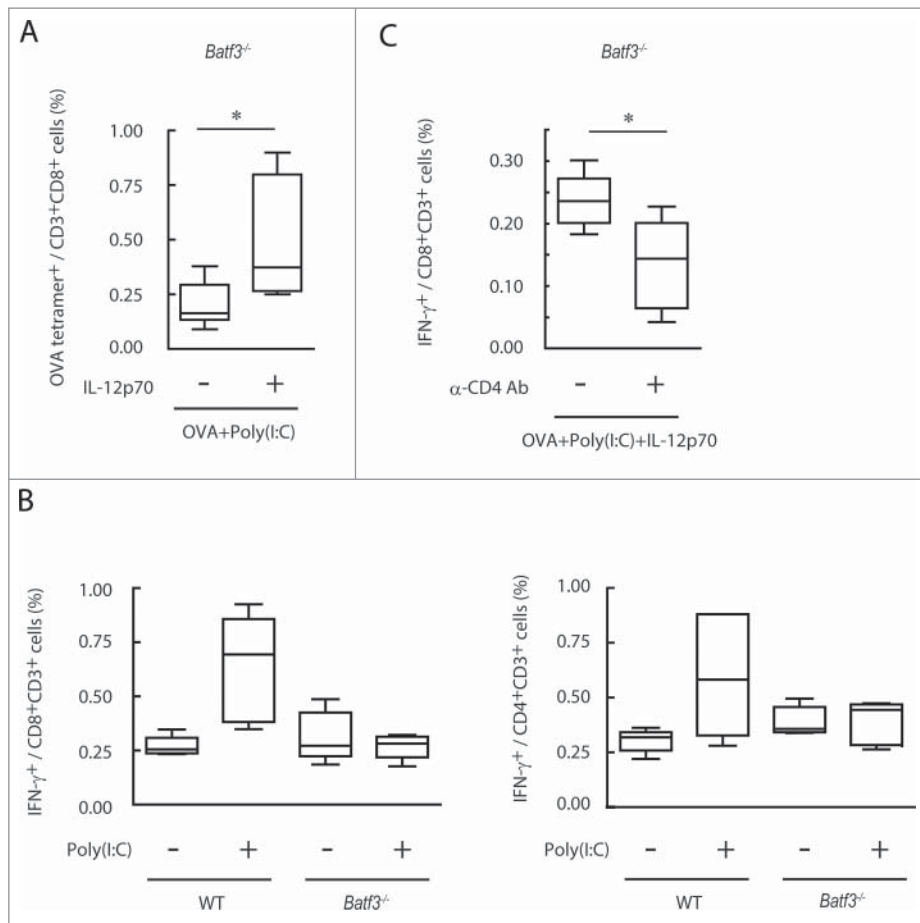 A
Batf3-/-
OVA tetramer+ / CD3+CD8+ cells (%)
1.00
0.75
0.50
0.25
0.00
*
IL-12p70
- +
OVA+Poly(I:C)
C
Batf3-/-
IFN-γ+ / CD8+CD3+ cells (%)
0.30
0.20
0.10
0.00
*
α-CD4 Ab
- +
OVA+Poly(I:C)+IL-12p70
B
IFN-γ+ / CD8+CD3+ cells (%)
1.00
0.75
0.50
0.25
0.00
Poly(I:C)
- + - +
WT Batf3-/-
IFN-γ+ / CD4+CD3+ cells (%)
1.00
0.75
0.50
0.25
0.00
Poly(I:C)
- + - +
WT Batf3-/-